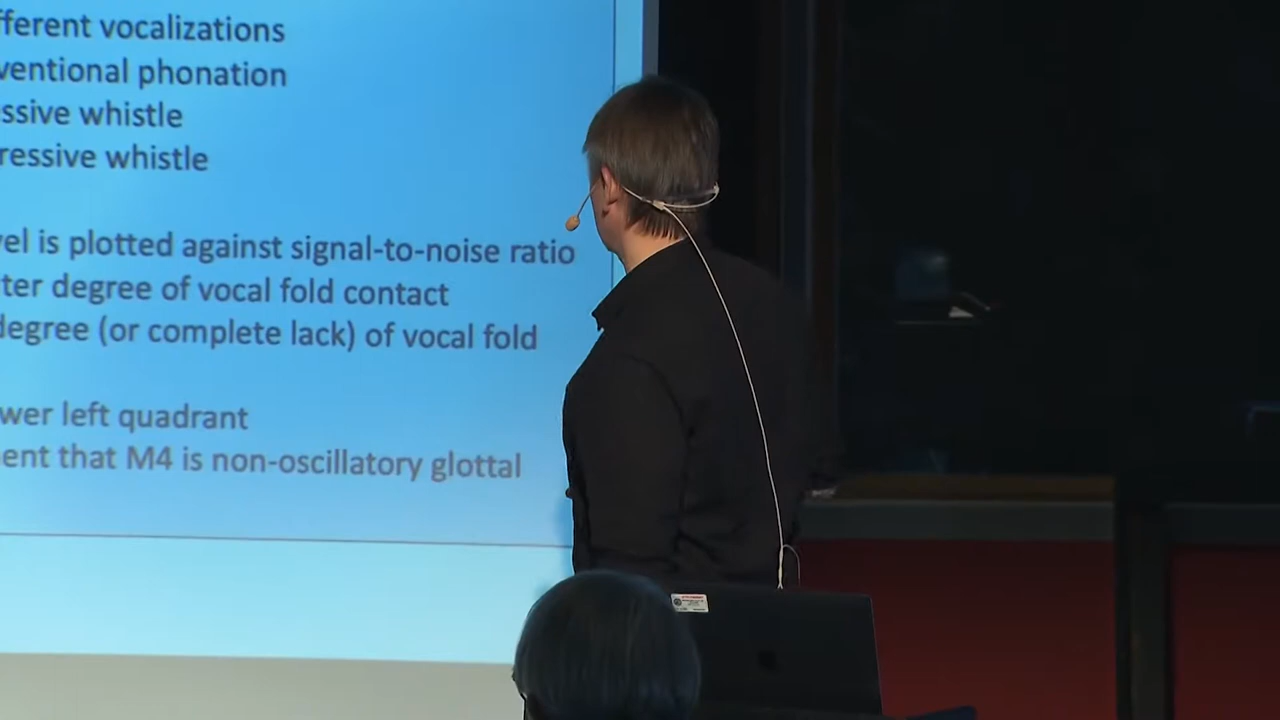 fferent vocalizations
ventional phonation
ssive whistle
ressive whistle
vel is plotted against signal-to-noise ratio
ter degree of vocal fold contact
degree (or complete lack) of vocal fold
wer left quadrant
ent that M4 is non-oscillatory glottal